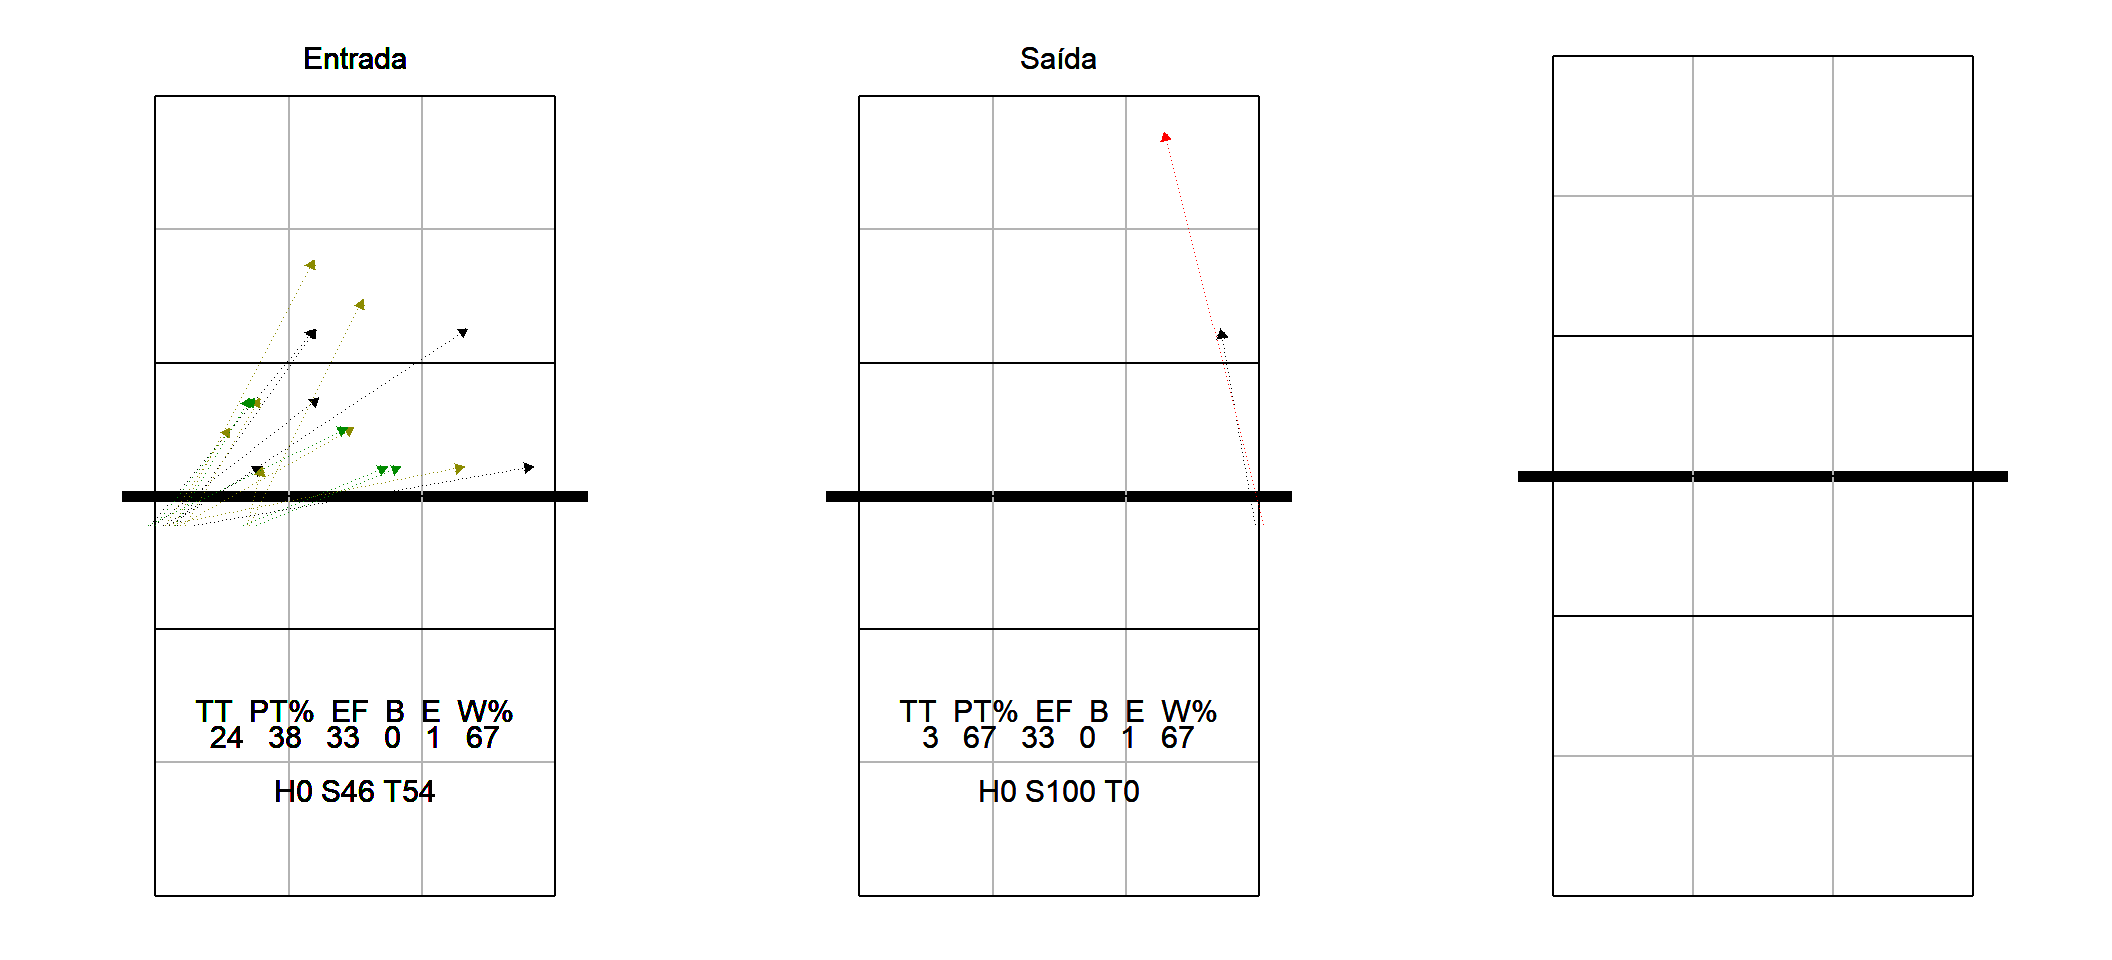 Entrada
TT PT% EF B E W%
24 38 33 0 1 67
H0 S46 T54
Saída
TT PT% EF B E W%
3 67 33 0 1 67
H0 S100 T0